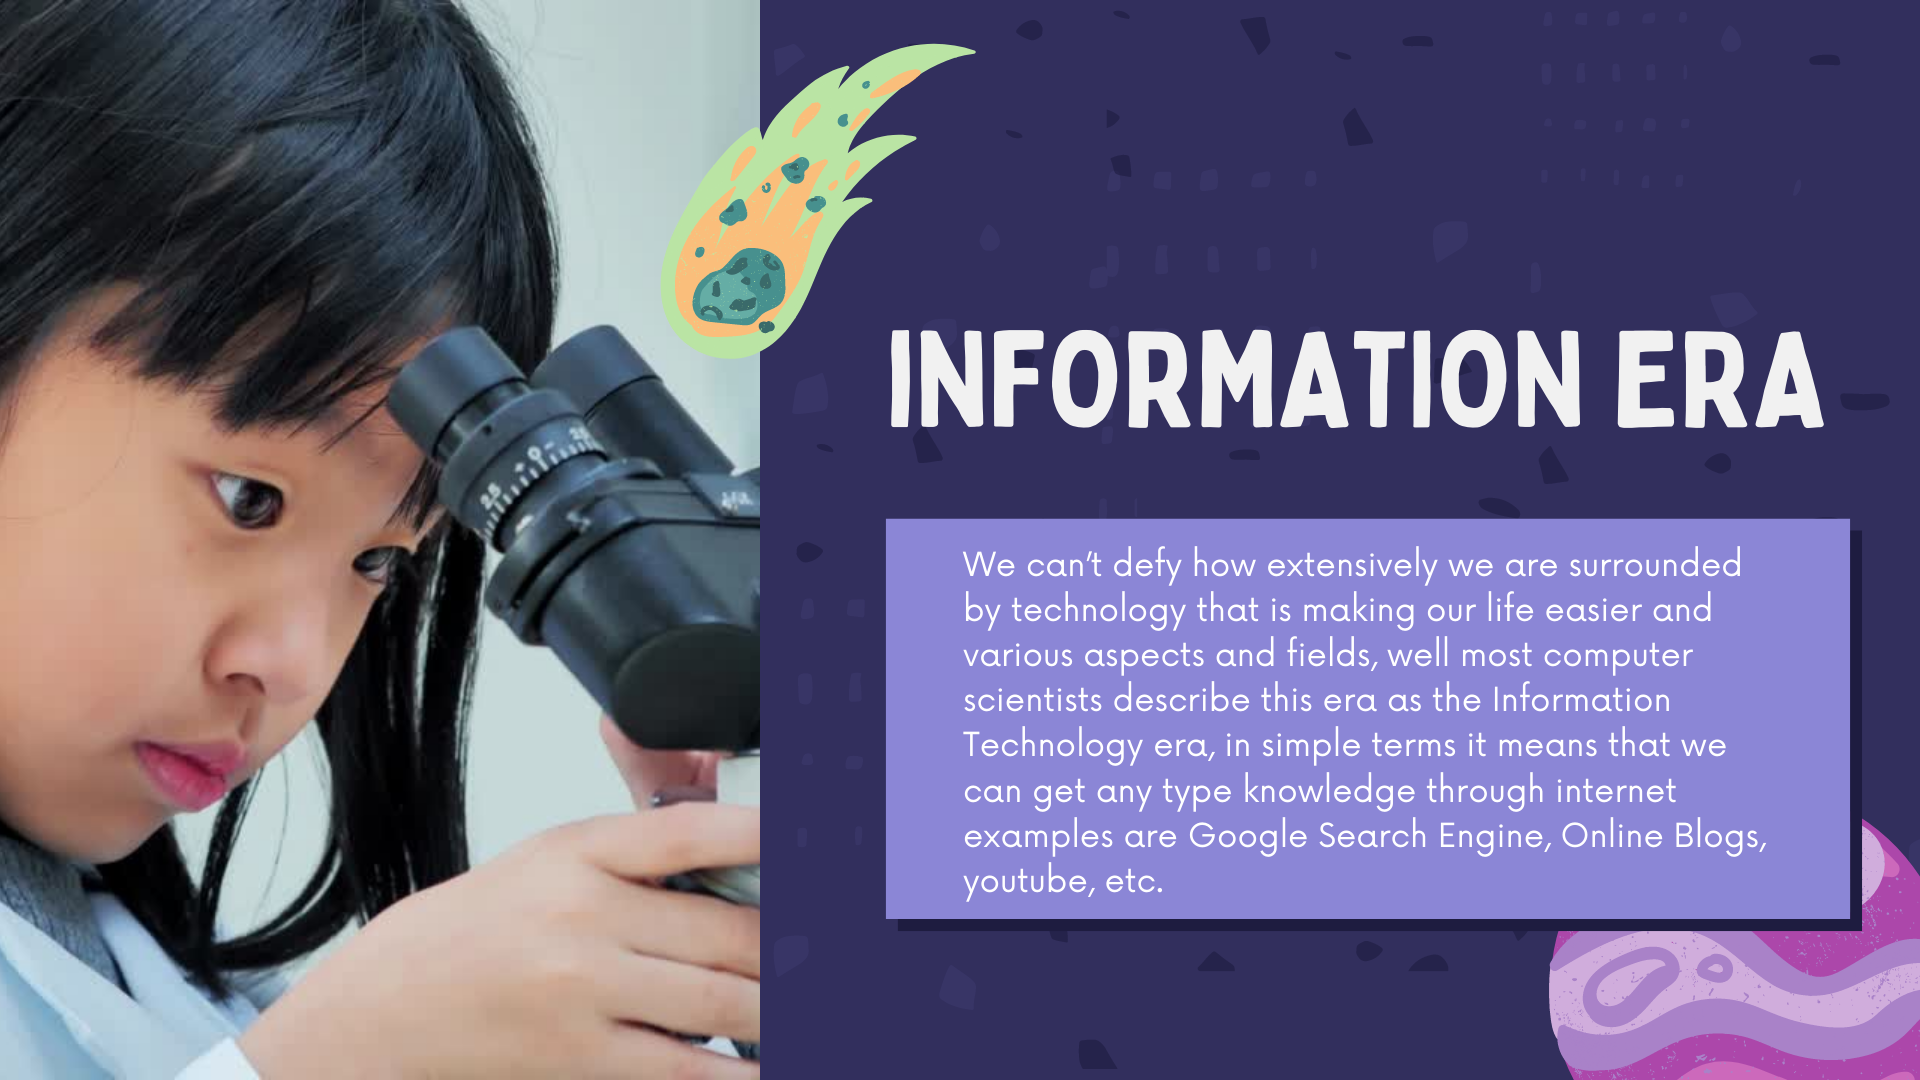 INFORMATION ERA
We can't defy how extensively we are surrounded
by technology that is making our life easier and
various aspects and fields, well most computer
scientists describe this era as the Information
Technology era, in simple terms it means that we
can get any type knowledge through internet
examples are Google Search Engine, Online Blogs,
youtube, etc.